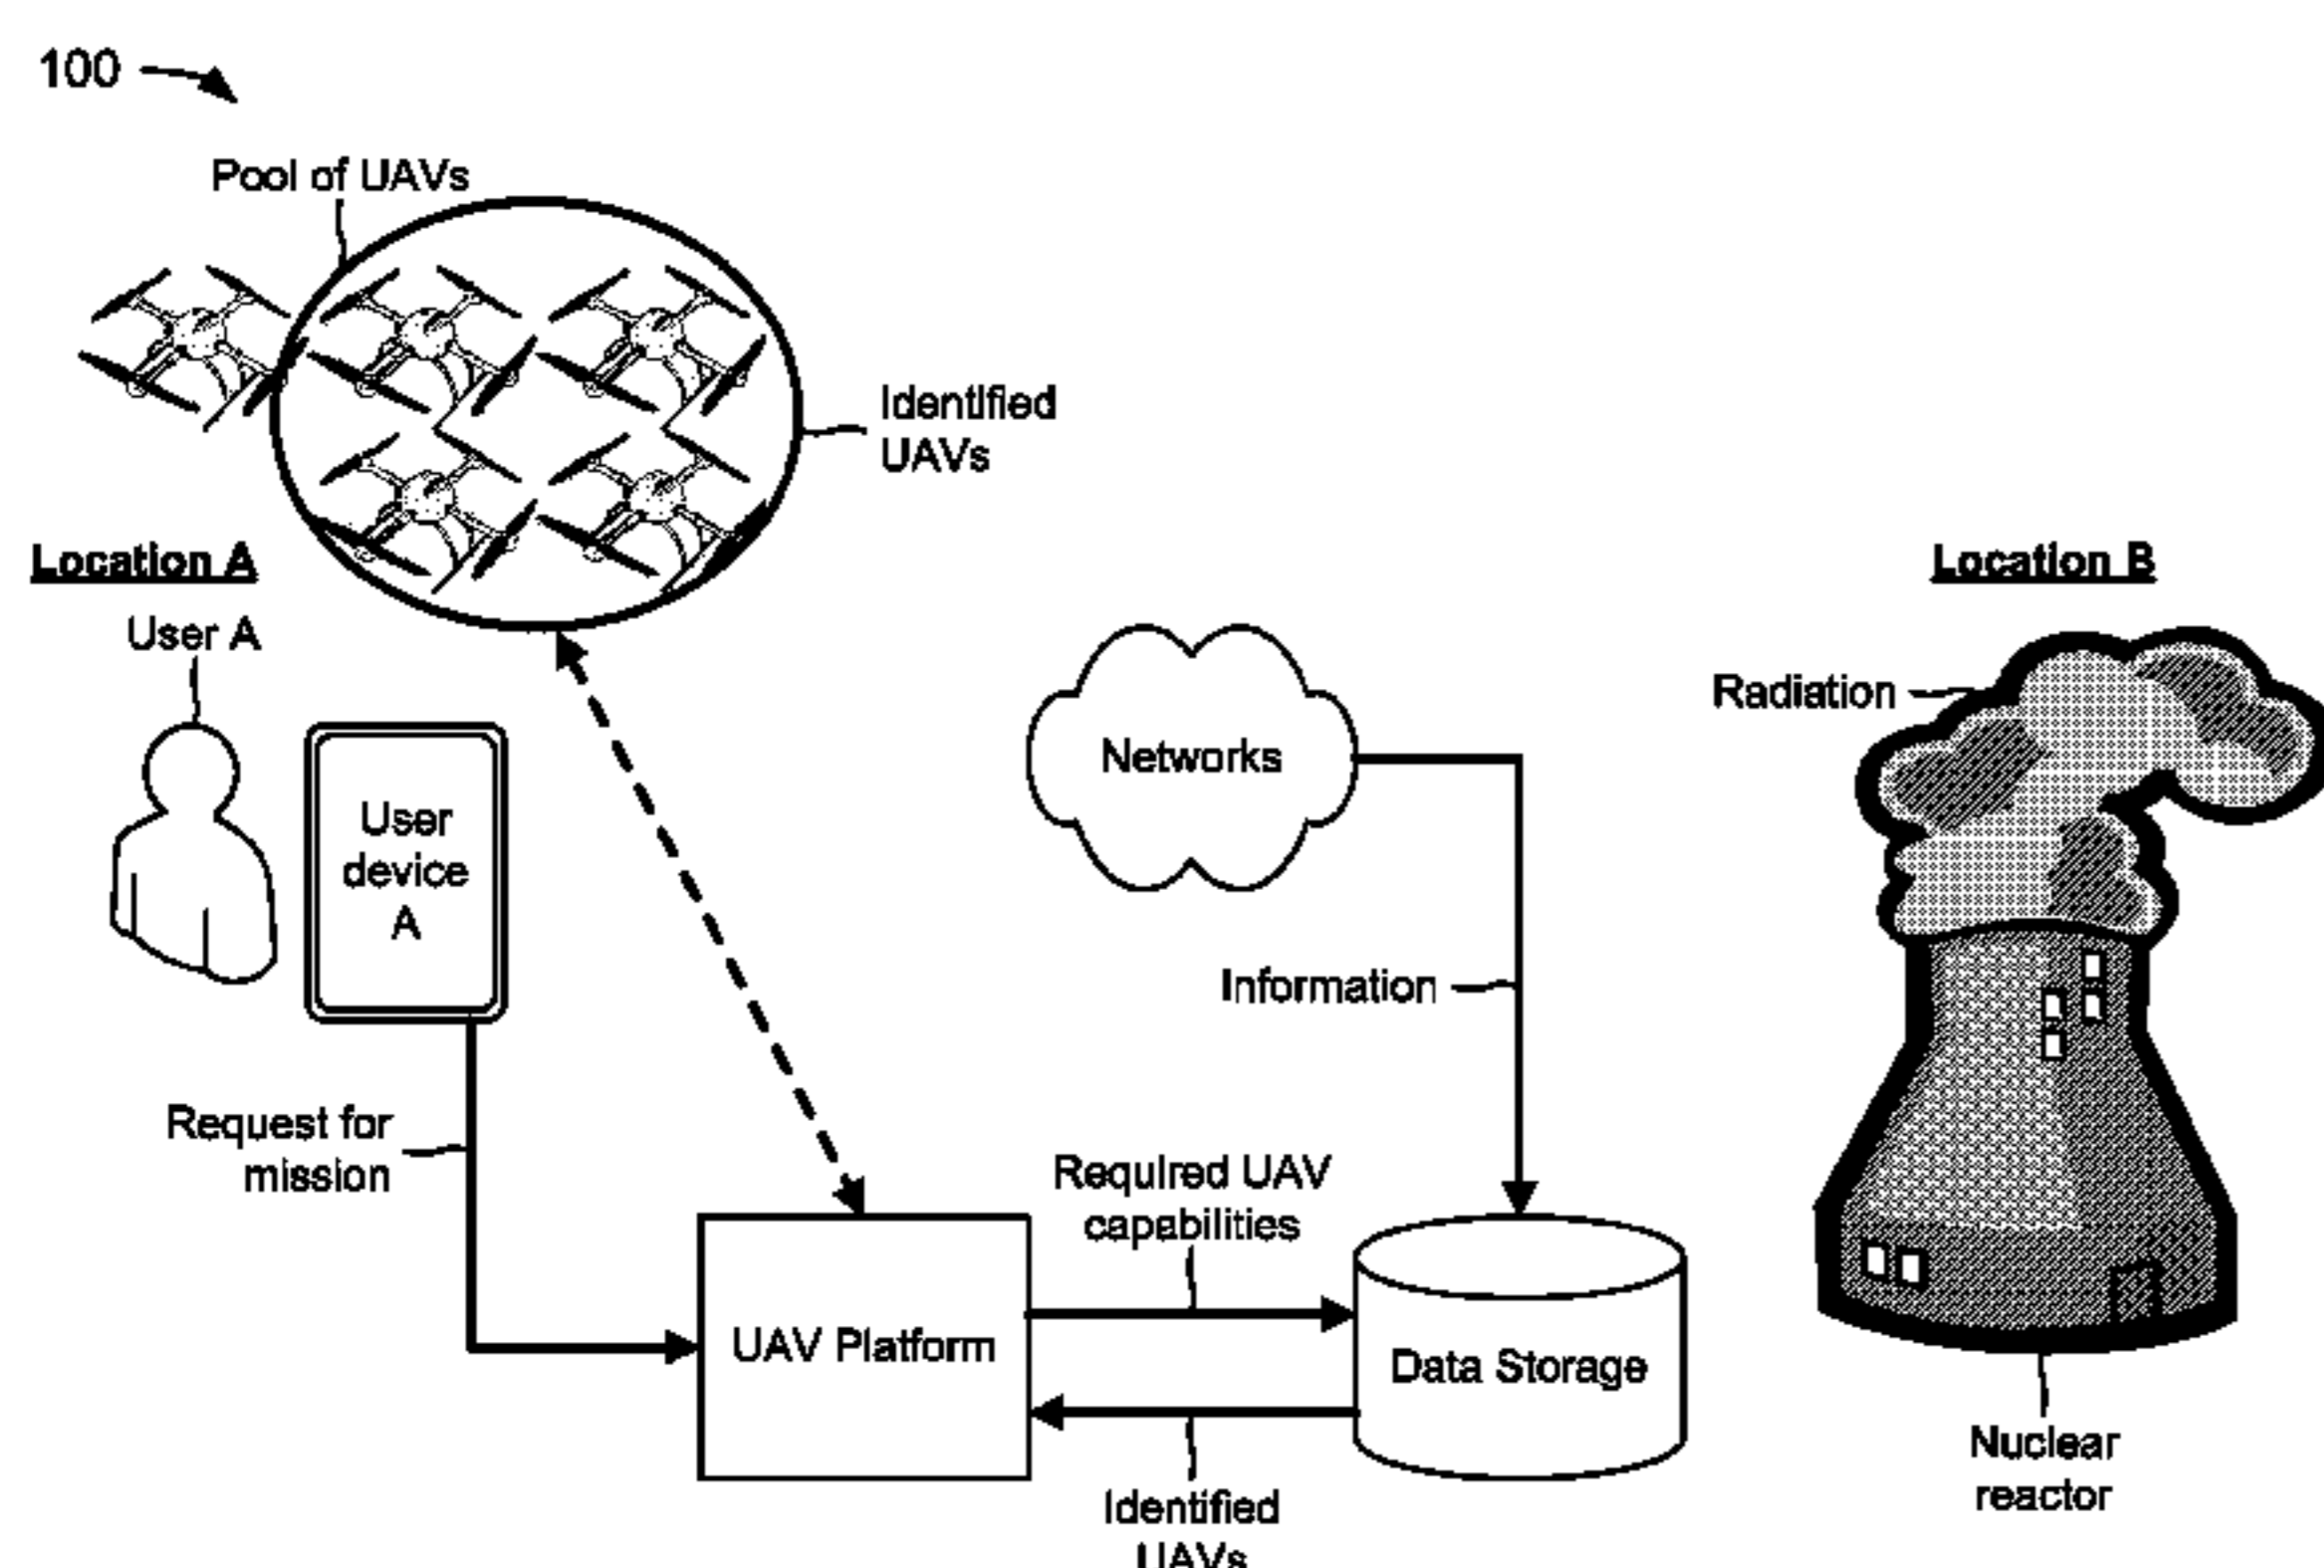 100
Pool of UAVs
Identified
UAVs
Location A
User A
User
device
A
Location B
Radiation
Networks
Information
Request for
mission
Required UAV
capabilities
UAV Platform
Data Storage
Identified
UAVs
Nuclear
reactor